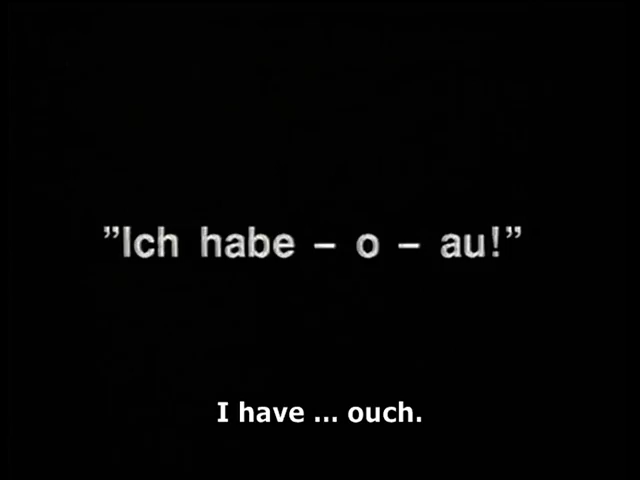 ”Ich habe – o – au!”
I have ... ouch.